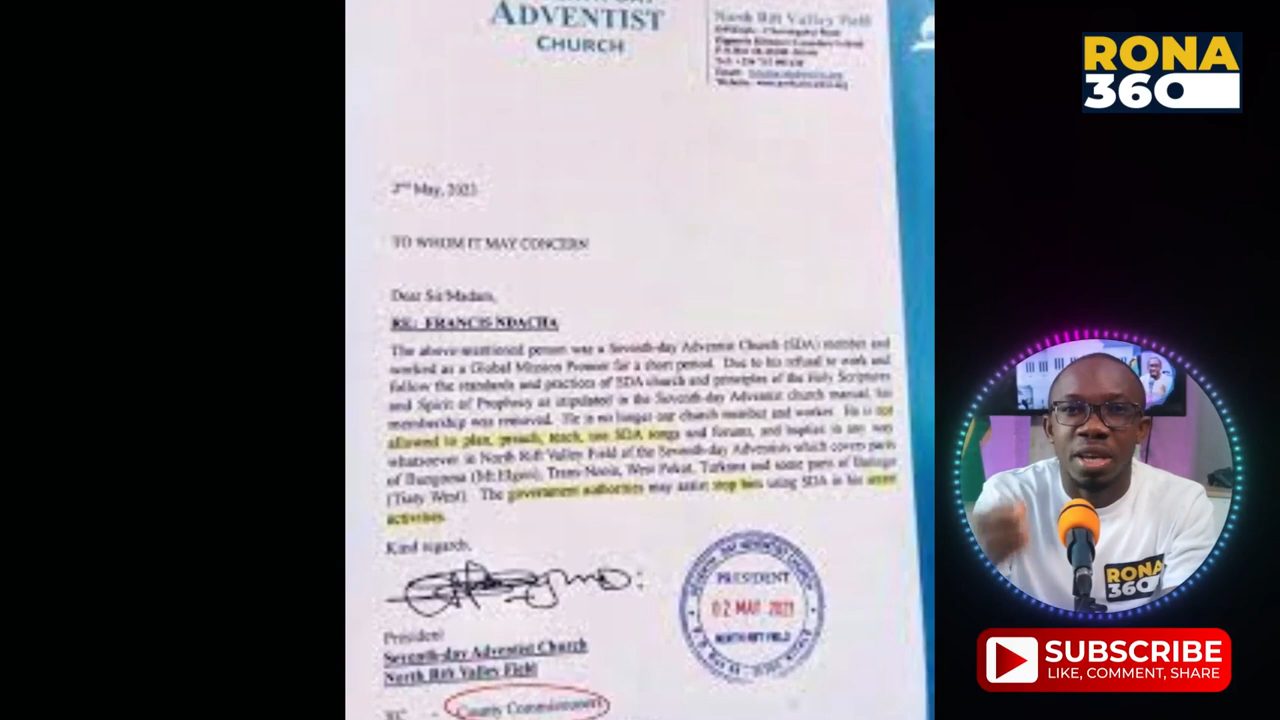 ADVENTIST
CHURCH
North Rift Valley Field
2nd May, 2023
TO WHOM IT MAY CONCERN
Dear Sir/Madam,
RE: FRANCIS NDACHA
The above-mentioned person was a Seventh-day Adventist Church (SDA) member and
worked as a Global Mission Pioneer for a short period. Due to his refusal to work and
follow the standards and practices of SDA church and principles of the Holy Scriptures
and Spirit of Prophecy as stipulated in the Seventh-day Adventist church manual, his
membership was removed. He is no longer our church member and worker. He is not
allowed to plan, preach, teach, use SDA songs and forums, and baptize in any way
whatsoever in North Rift Valley Field of the Seventh-day Adventists which covers parts
of Bungoma (Mt.Elgon), Trans-Nzoia, West Pokot, Turkana and some parts of Baringo
(Tiaty West). The government authorities may assist stop him using SDA in his
activities.
Kind regards,
PRESIDENT
02 MAY 2023
NORTH RIFT FIELD
President
Seventh-day Adventist Church
North Rift Valley Field
County Commissioners
RONA
360
RONA
360
SUBSCRIBE
LIKE, COMMENT, SHARE